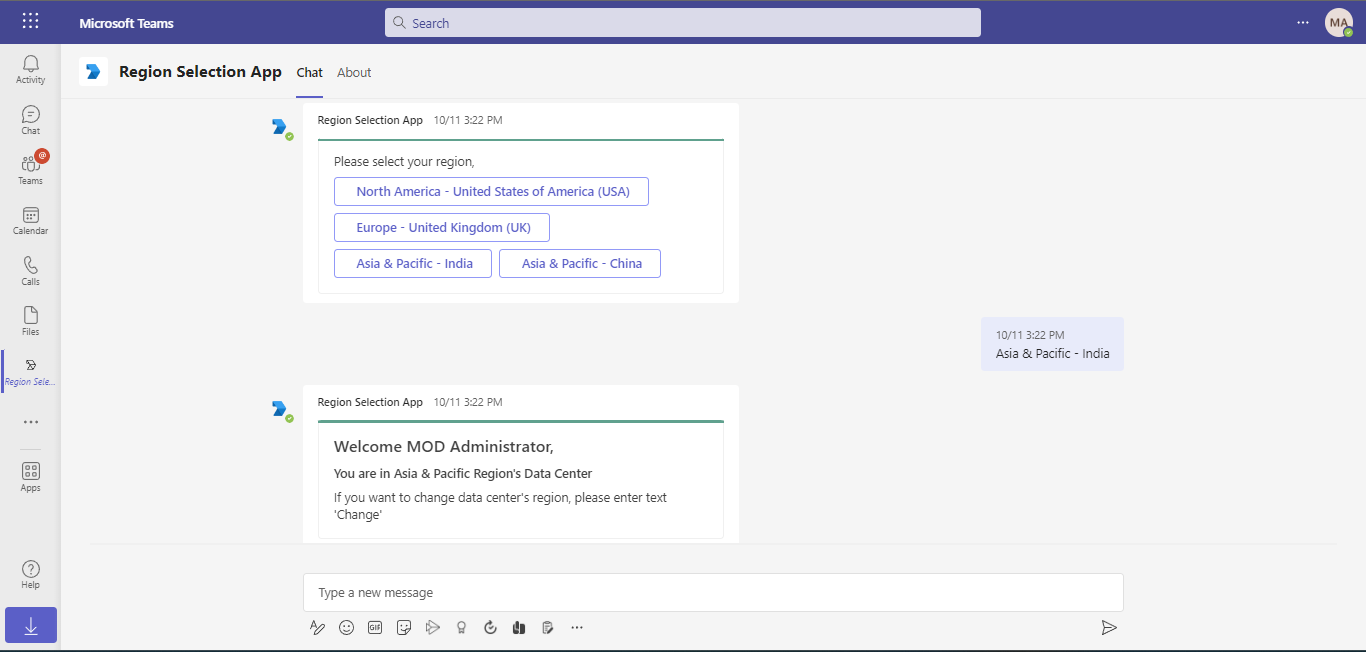 Microsoft Teams
Search
MA
Activity
Chat
@
Teams
Calendar
Calls
Files
Region Sele...
Apps
Help
Region Selection App Chat About
Region Selection App 10/11 3:22 PM
Please select your region,
North America - United States of America (USA)
Europe - United Kingdom (UK)
Asia & Pacific - India Asia & Pacific - China
10/11 3:22 PM
Asia & Pacific - India
Region Selection App 10/11 3:22 PM
Welcome MOD Administrator,
You are in Asia & Pacific Region's Data Center
If you want to change data center's region, please enter text
'Change'
Type a new message
GIF